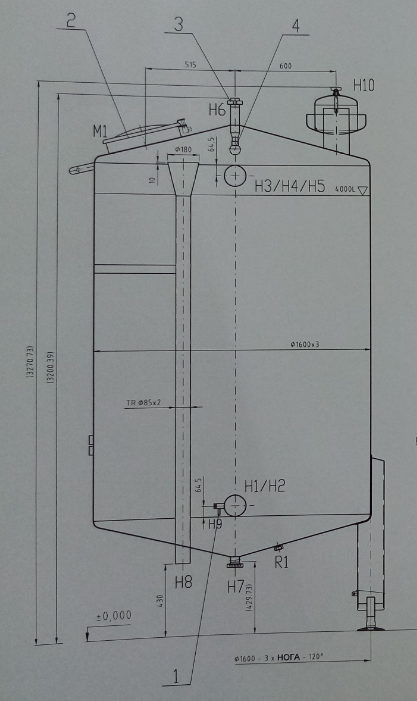 2
3
4
515
600
H10
H6
M1
Ø180
64.5
10
H3/H4/H5
4000L
(3270.73)
(3200.39)
Ø1600x3
TR.Ø85x2
64.5
H1/H2
H9
H8
H7
R1
430
(429.73)
±0,000
1
Ø1600 - 3 x НОГА - 120°